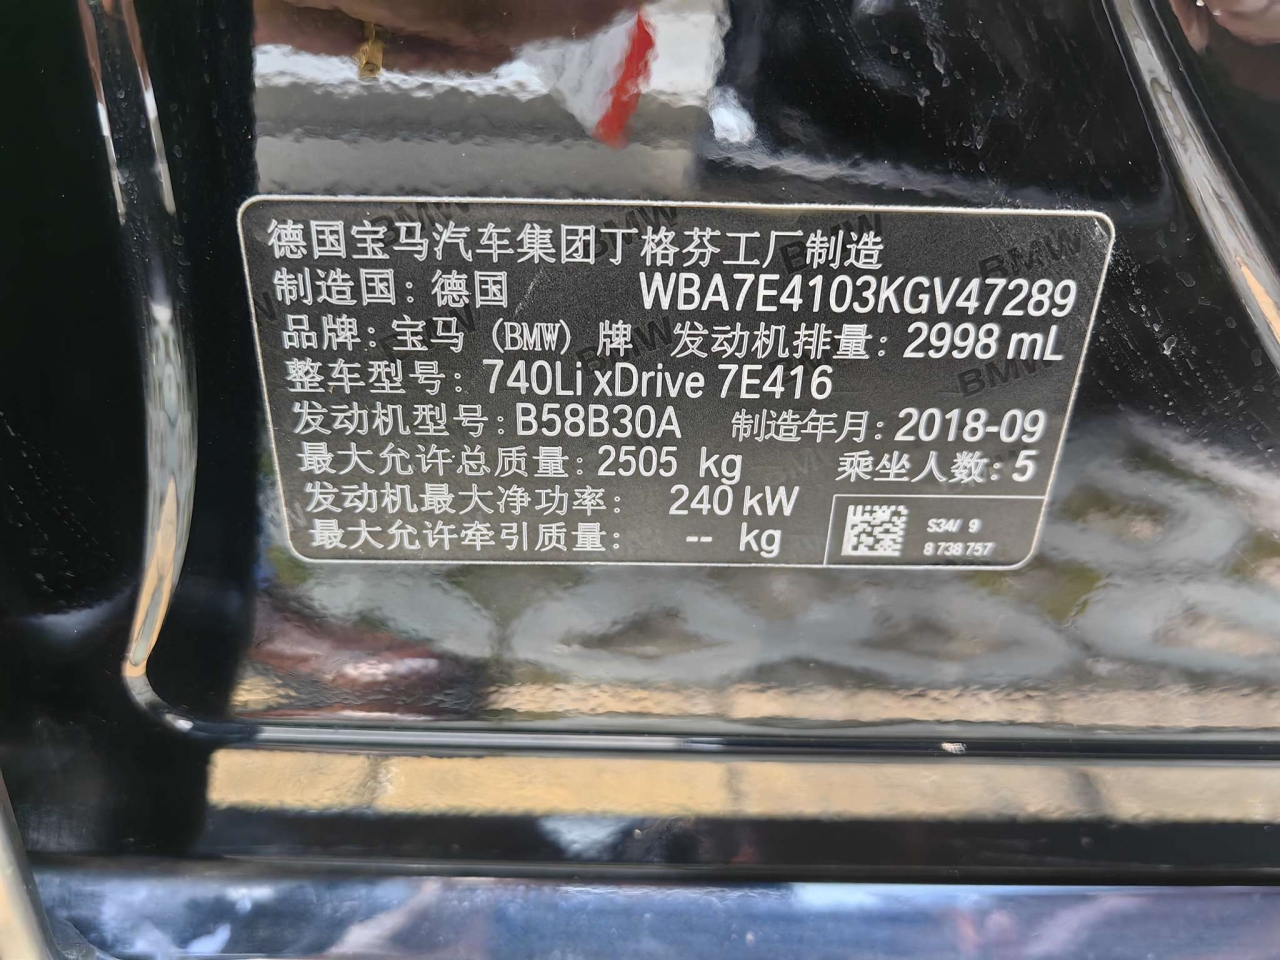 德国宝马汽车集团丁格芬工厂制造
制造国：德国 WBA7E4103KGV47289
品牌：宝马 (BMW) 牌 发动机排量：2998 mL
整车型号：740Li xDrive 7E416
发动机型号：B58B30A 制造年月：2018-09
最大允许总质量：2505 kg 乘坐人数：5
发动机最大净功率： 240 kW
最大允许牵引质量： -- kg
S34/ 9
8 738 757